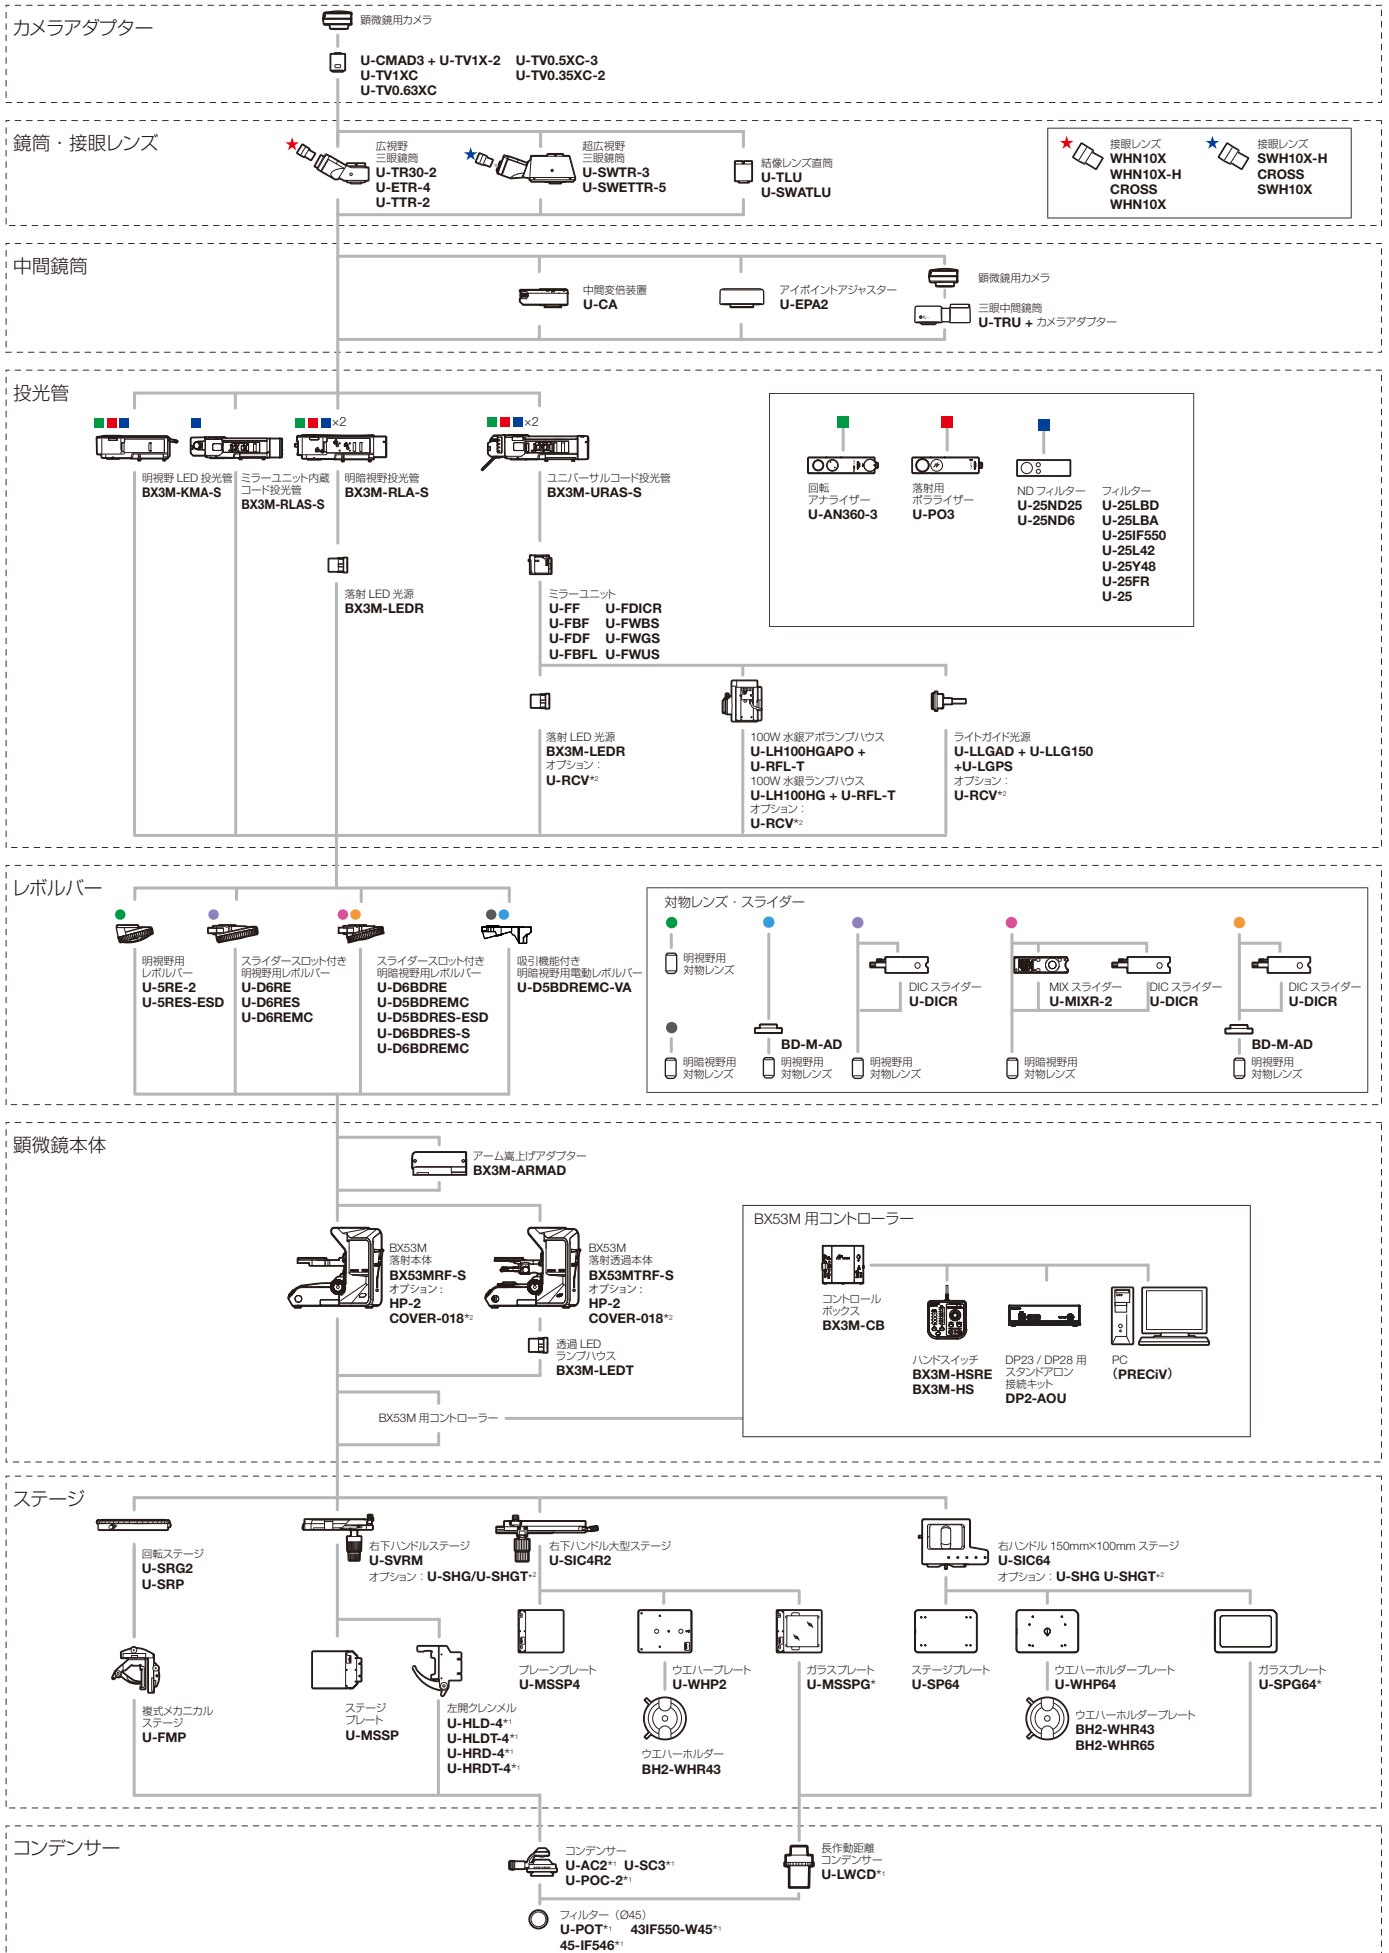 カメラアダプター
顕微鏡用カメラ
U-CMAD3 + U-TV1X-2 U-TV0.5XC-3
U-TV1XC U-TV0.35XC-2
U-TV0.63XC
鏡筒・接眼レンズ
広視野
三眼鏡筒
U-TR30-2
U-ETR-4
U-TTR-2
超広視野
三眼鏡筒
U-SWTR-3
U-SWETTR-5
結像レンズ直筒
U-TLU
U-SWATLU
接眼レンズ
WHN10X
WHN10X-H
CROSS
WHN10X
接眼レンズ
SWH10X-H
CROSS
SWH10X
中間鏡筒
中間変倍装置
U-CA
アイポイントアジャスター
U-EPA2
顕微鏡用カメラ
三眼中間鏡筒
U-TRU + カメラアダプター
投光管
×2
×2
明視野 LED 投光管
BX3M-KMA-S
ミラーユニット内蔵
コード投光管
BX3M-RLAS-S
明暗視野投光管
BX3M-RLA-S
ユニバーサルコード投光管
BX3M-URAS-S
回転
アナライザー
U-AN360-3
落射用
ポラライザー
U-PO3
ND フィルター
U-25ND25
U-25ND6
フィルター
U-25LBD
U-25LBA
U-25IF550
U-25L42
U-25Y48
U-25FR
U-25
落射 LED 光源
BX3M-LEDR
ミラーユニット
U-FF U-FDICR
U-FBF U-FWBS
U-FDF U-FWGS
U-FBFL U-FWUS
落射 LED 光源
BX3M-LEDR
オプション：
U-RCV*2
100W 水銀アポランプハウス
U-LH100HGAPO +
U-RFL-T
100W 水銀ランプハウス
U-LH100HG + U-RFL-T
オプション：
U-RCV*2
ライトガイド光源
U-LLGAD + U-LLG150
+U-LGPS
オプション：
U-RCV*2
レボルバー
明視野用
レボルバー
U-5RE-2
U-5RES-ESD
スライダースロット付き
明視野用レボルバー
U-D6RE
U-D6RES
U-D6REMC
スライダースロット付き
明暗視野用レボルバー
U-D6BDRE
U-D5BDREMC
U-D5BDRES-ESD
U-D6BDRES-S
U-D6BDREMC
吸引機能付き
明暗視野用電動レボルバー
U-D5BDREMC-VA
対物レンズ・スライダー
明視野用
対物レンズ
明暗視野用
対物レンズ
BD-M-AD
明視野用
対物レンズ
DIC スライダー
U-DICR
明視野用
対物レンズ
MIX スライダー
U-MIXR-2
DIC スライダー
U-DICR
明暗視野用
対物レンズ
DIC スライダー
U-DICR
BD-M-AD
明視野用
対物レンズ
顕微鏡本体
アーム嵩上げアダプター
BX3M-ARMAD
BX53M
落射本体
BX53MRF-S
オプション：
HP-2
COVER-018*2
BX53M
落射透過本体
BX53MTRF-S
オプション：
HP-2
COVER-018*2
透過 LED
ランプハウス
BX3M-LEDT
BX53M 用コントローラー
BX53M 用コントローラー
コントロール
ボックス
BX3M-CB
ハンドスイッチ
BX3M-HSRE
BX3M-HS
DP23 / DP28 用
スタンドアロン
接続キット
DP2-AOU
PC
（PRECiV）
ステージ
回転ステージ
U-SRG2
U-SRP
右下ハンドルステージ
U-SVRM
オプション：U-SHG/U-SHGT*2
右下ハンドル大型ステージ
U-SIC4R2
右ハンドル 150mm×100mm ステージ
U-SIC64
オプション：U-SHG U-SHGT*2
複式メカニカル
ステージ
U-FMP
ステージ
プレート
U-MSSP
左開クレンメル
U-HLD-4*1
U-HLDT-4*1
U-HRD-4*1
U-HRDT-4*1
プレーンプレート
U-MSSP4
ウエハープレート
U-WHP2
ウエハーホルダー
BH2-WHR43
ガラスプレート
U-MSSPG*
ステージプレート
U-SP64
ウエハーホルダープレート
U-WHP64
ウエハーホルダープレート
BH2-WHR43
BH2-WHR65
ガラスプレート
U-SPG64*
コンデンサー
コンデンサー
U-AC2*1 U-SC3*1
U-POC-2*1
長作動距離
コンデンサー
U-LWCD*1
フィルター（Ø45）
U-POT*1 43IF550-W45*1
45-IF546*1